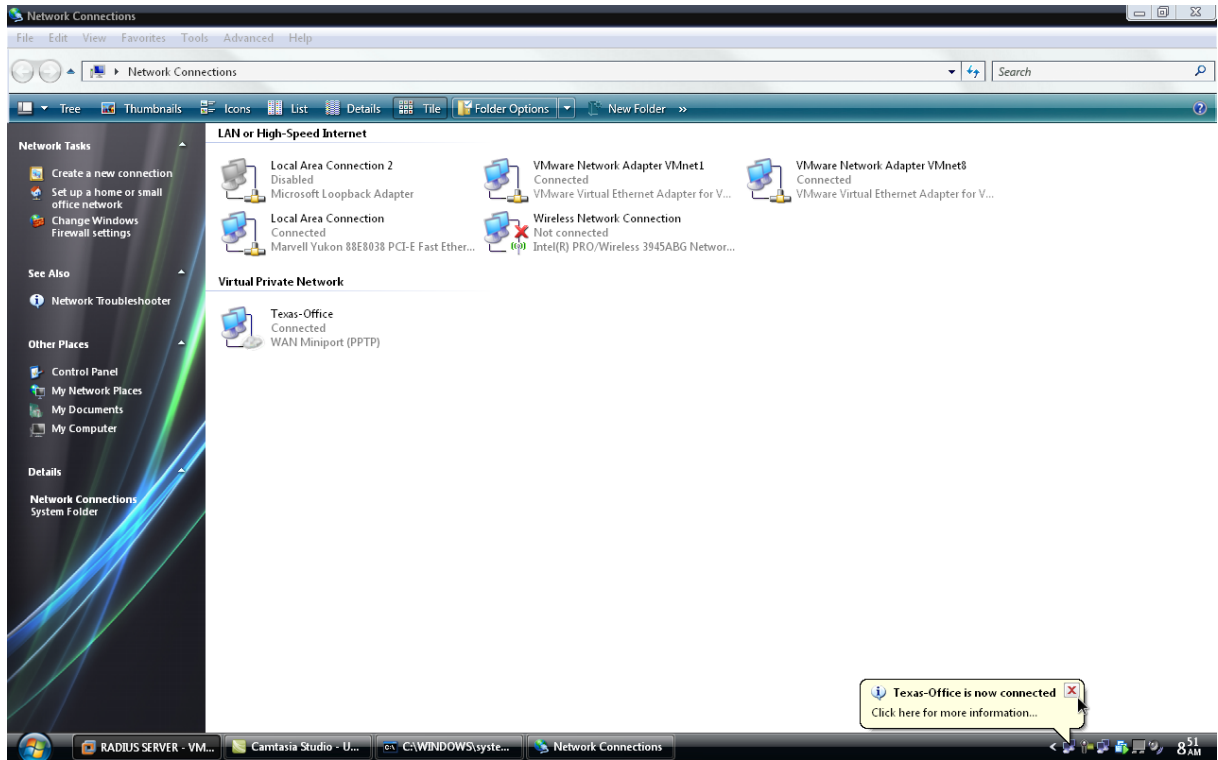 Network Connections
File Edit View Favorites Tools Advanced Help
Network Connections
Search
Tree Thumbnails Icons List Details Tile Folder Options New Folder »
Network Tasks
Create a new connection
Set up a home or small
office network
Change Windows
Firewall settings
See Also
Network Troubleshooter
Other Places
Control Panel
My Network Places
My Documents
My Computer
Details
Network Connections
System Folder
LAN or High-Speed Internet
Local Area Connection 2
Disabled
Microsoft Loopback Adapter
VMware Network Adapter VMnet1
Connected
VMware Virtual Ethernet Adapter for V...
VMware Network Adapter VMnet8
Connected
VMware Virtual Ethernet Adapter for V...
Local Area Connection
Connected
Marvell Yukon 88E8038 PCI-E Fast Ether...
Wireless Network Connection
Not connected
Intel(R) PRO/Wireless 3945ABG Networ...
Virtual Private Network
Texas-Office
Connected
WAN Miniport (PPTP)
Texas-Office is now connected
Click here for more information...
RADIUS SERVER - VM...
Camtasia Studio - U...
C:\WINDOWS\syste...
Network Connections
8 51 AM